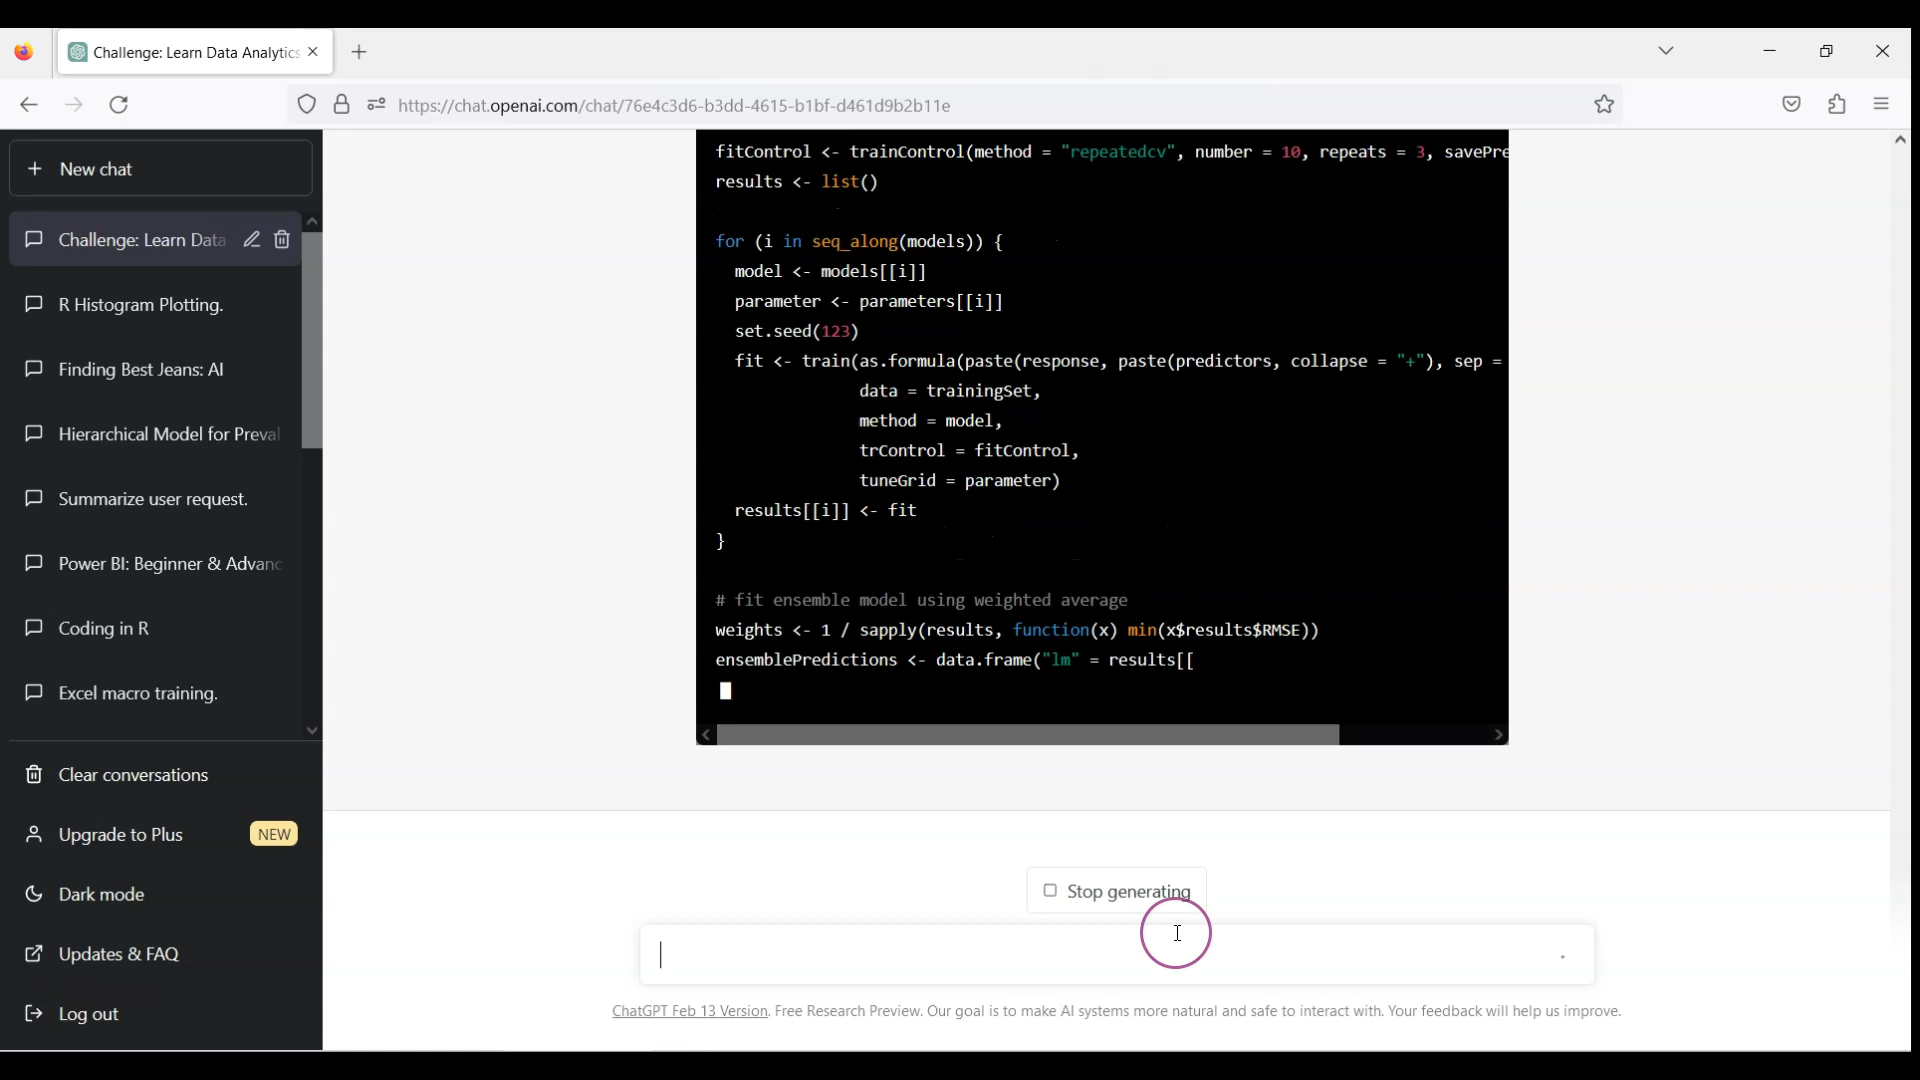 Challenge: Learn Data Analytics
https://chat.openai.com/chat/76e4c3d6-b3dd-4615-b1bf-d461d9b2b11e
New chat
Challenge: Learn Data
R Histogram Plotting.
Finding Best Jeans: AI
Hierarchical Model for Preval
Summarize user request.
Power BI: Beginner & Advanc
Coding in R
Excel macro training.
Clear conversations
Upgrade to Plus NEW
Dark mode
Updates & FAQ
Log out
fitControl <- trainControl(method = "repeatedcv", number = 10, repeats = 3, savePre
results <- list()
for (i in seq_along(models)) {
model <- models[[i]]
parameter <- parameters[[i]]
set.seed(123)
fit <- train(as.formula(paste(response, paste(predictors, collapse = "+"), sep =
data = trainingSet,
method = model,
trControl = fitControl,
tuneGrid = parameter)
results[[i]] <- fit
}
# fit ensemble model using weighted average
weights <- 1 / sapply(results, function(x) min(x$results$RMSE))
ensemblePredictions <- data.frame("lm" = results[[
Stop generating
ChatGPT Feb 13 Version. Free Research Preview. Our goal is to make AI systems more natural and safe to interact with. Your feedback will help us improve.